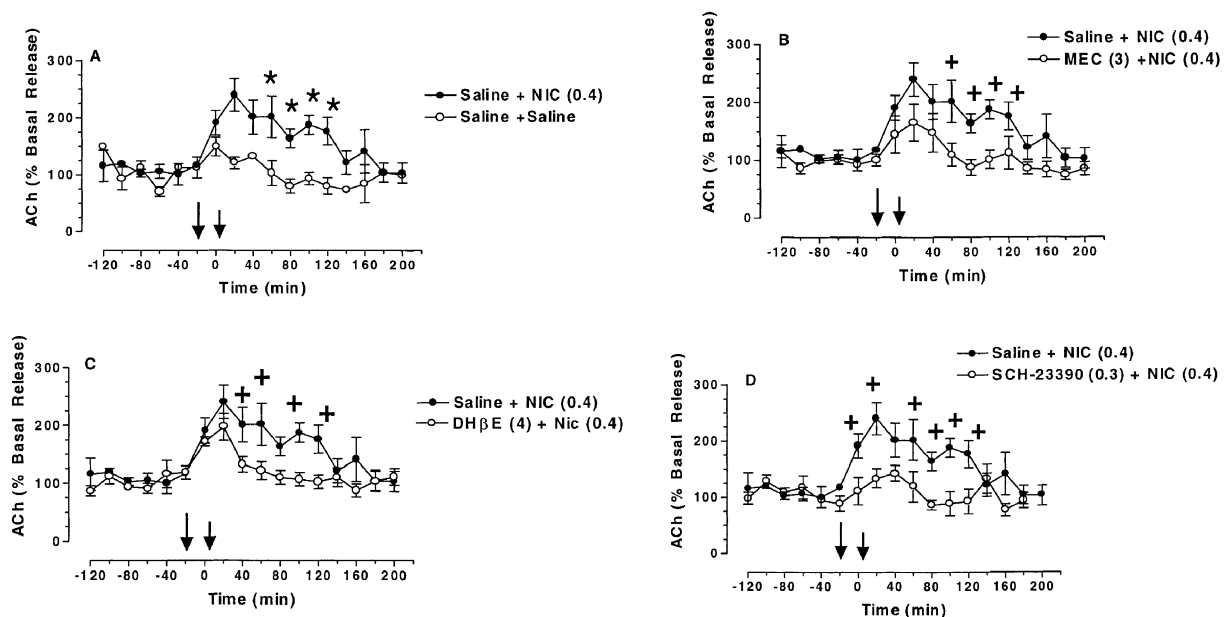 A
ACh (% Basal Release)
300
200
100
0
* * * *
Saline + NIC (0.4)
Saline +Saline
-120 -80 -40 0 40 80 120 160 200
Time (min)
B
ACh (% Basal Release)
300
200
100
0
+ + + +
Saline + NIC (0.4)
MEC (3) +NIC (0.4)
-120 -80 -40 0 40 80 120 160 200
Time (min)
C
ACh (% Basal Release)
300
200
100
0
+ + + +
Saline + NIC (0.4)
DHβE (4) + Nic (0.4)
-120 -80 -40 0 40 80 120 160 200
Time (min)
D
ACh (% Basal Release)
300
200
100
0
+ + + + + +
Saline + NIC (0.4)
SCH-23390 (0.3) + NIC (0.4)
-120 -80 -40 0 40 80 120 160 200
Time (min)